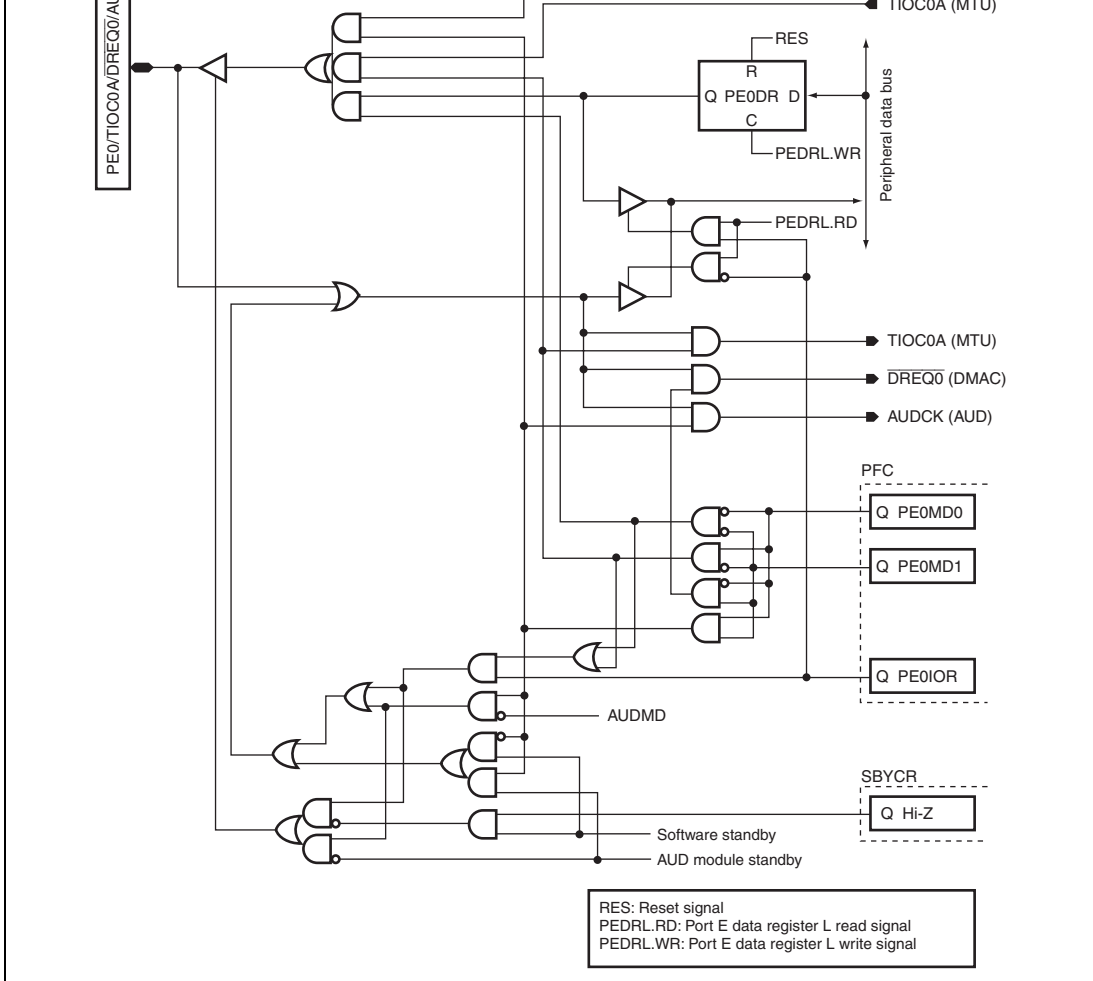 TIOC0A (MTU)
PE0/TIOC0A/DREQ0/AU
RES
R
Q PE0DR D
C
PEDRL.WR
Peripheral data bus
PEDRL.RD
TIOC0A (MTU)
DREQ0 (DMAC)
AUDCK (AUD)
PFC
Q PE0MD0
Q PE0MD1
Q PE0IOR
AUDMD
SBYCR
Q Hi-Z
Software standby
AUD module standby
RES: Reset signal
PEDRL.RD: Port E data register L read signal
PEDRL.WR: Port E data register L write signal